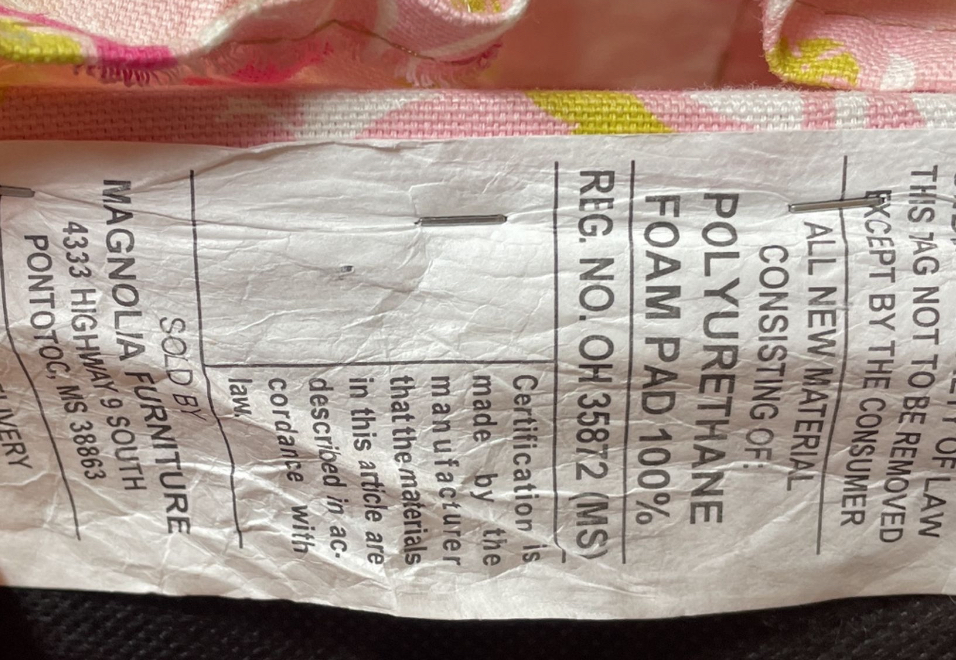 OF LAW
THIS TAG NOT TO BE REMOVED
EXCEPT BY THE CONSUMER
ALL NEW MATERIAL
CONSISTING OF:
POLYURETHANE
FOAM PAD 100%
REG. NO. OH 35872 (MS)
Certification is
made by the
manufacturer
that the materials
in this article are
described in ac-
cordance with
law.
SOLD BY
MAGNOLIA FURNITURE
4333 HIGHWAY 9 SOUTH
PONTOTOC, MS 38863